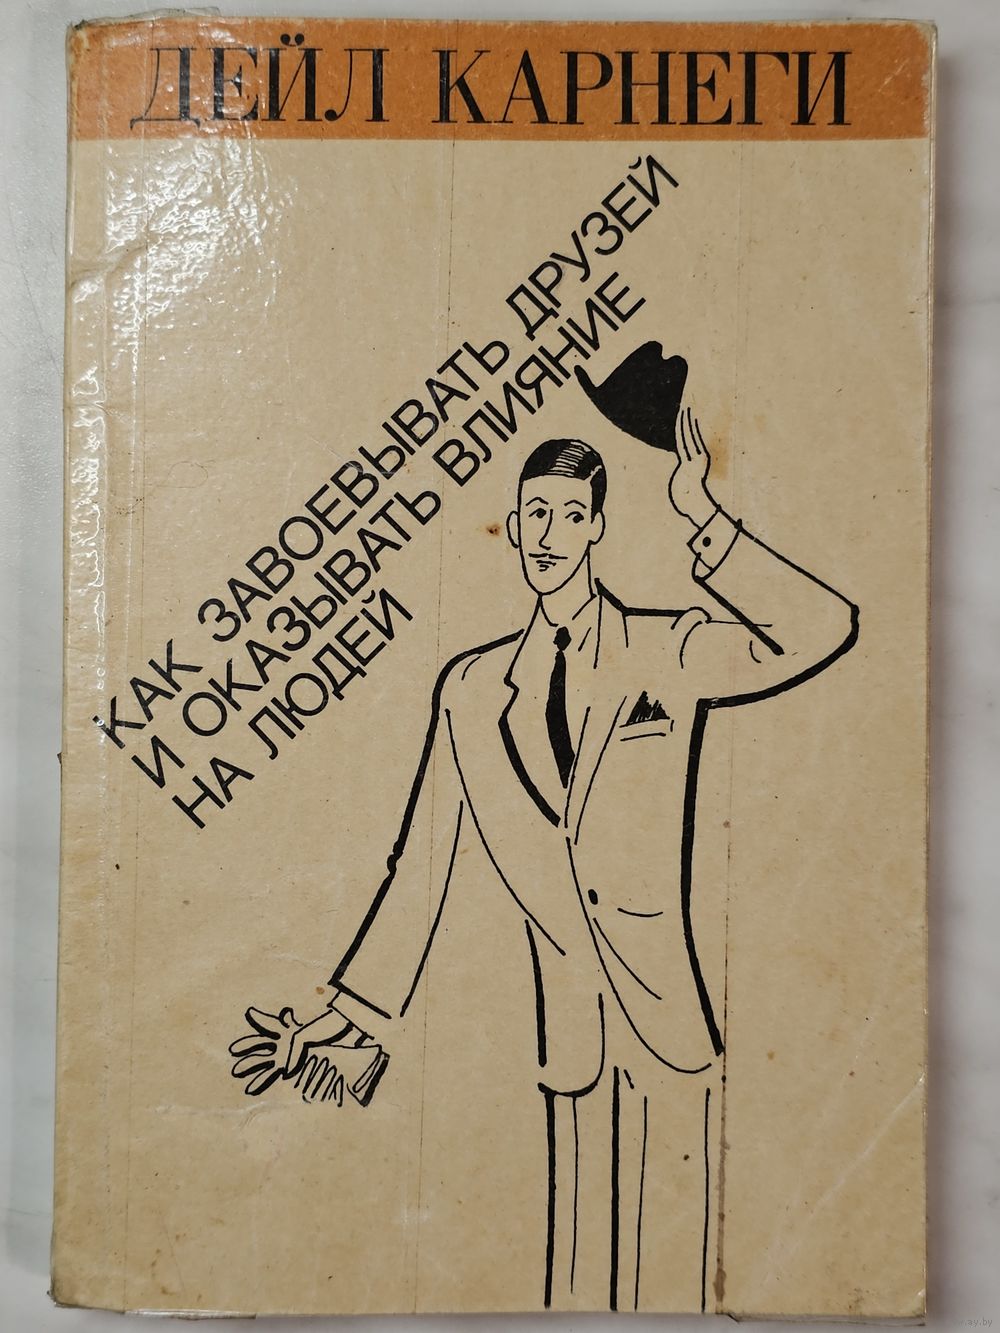 ДЕЙЛ КАРНЕГИ
КАК ЗАВОЕВЫВАТЬ ДРУЗЕЙ
И ОКАЗЫВАТЬ ВЛИЯНИЕ
НА ЛЮДЕЙ